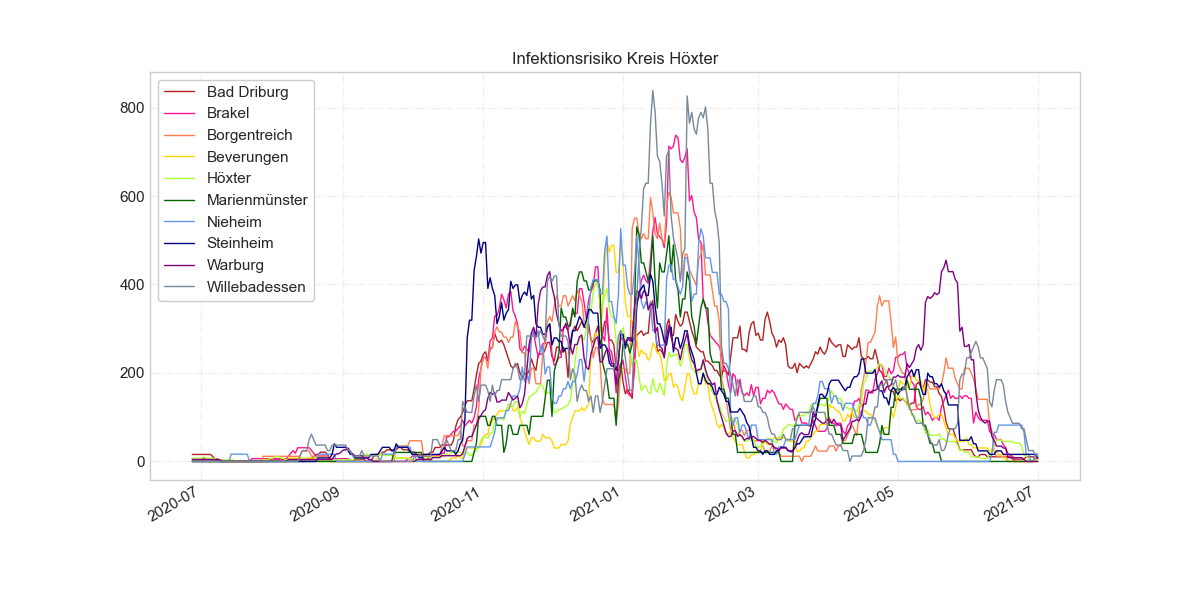 Infektionsrisiko Kreis Höxter
Bad Driburg
Brakel
Borgentreich
Beverungen
Höxter
Marienmünster
Nieheim
Steinheim
Warburg
Willebadessen
800
600
400
200
0
2020-07
2020-09
2020-11
2021-01
2021-03
2021-05
2021-07